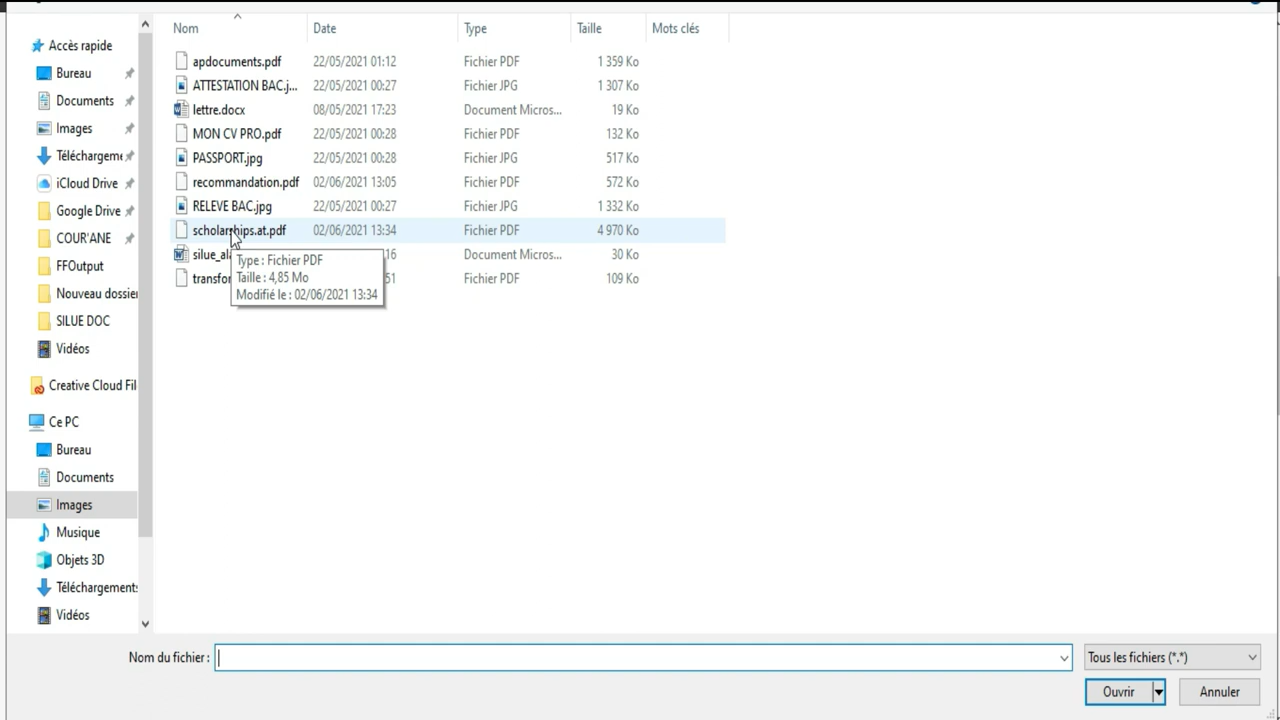 Nom Date Type Taille Mots clés
Accès rapide
Bureau
Documents
Images
Téléchargeme
iCloud Drive
Google Drive
COUR'ANE
FFOutput
Nouveau dossier
SILUE DOC
Vidéos
Creative Cloud Fil
Ce PC
Bureau
Documents
Images
Musique
Objets 3D
Téléchargements
Vidéos
apdocuments.pdf 22/05/2021 01:12 Fichier PDF 1 359 Ko
ATTESTATION BAC.j... 22/05/2021 00:27 Fichier JPG 1 307 Ko
lettre.docx 08/05/2021 17:23 Document Micros... 19 Ko
MON CV PRO.pdf 22/05/2021 00:28 Fichier PDF 132 Ko
PASSPORT.jpg 22/05/2021 00:28 Fichier JPG 517 Ko
recommandation.pdf 02/06/2021 13:05 Fichier PDF 572 Ko
RELEVE BAC.jpg 22/05/2021 00:27 Fichier JPG 1 332 Ko
scholarships.at.pdf 02/06/2021 13:34 Fichier PDF 4 970 Ko
silue_ala 16 Document Micros... 30 Ko
transfor 51 Fichier PDF 109 Ko
Type : Fichier PDF
Taille : 4,85 Mo
Modifié le : 02/06/2021 13:34
Nom du fichier : Tous les fichiers (*.*)
Ouvrir Annuler